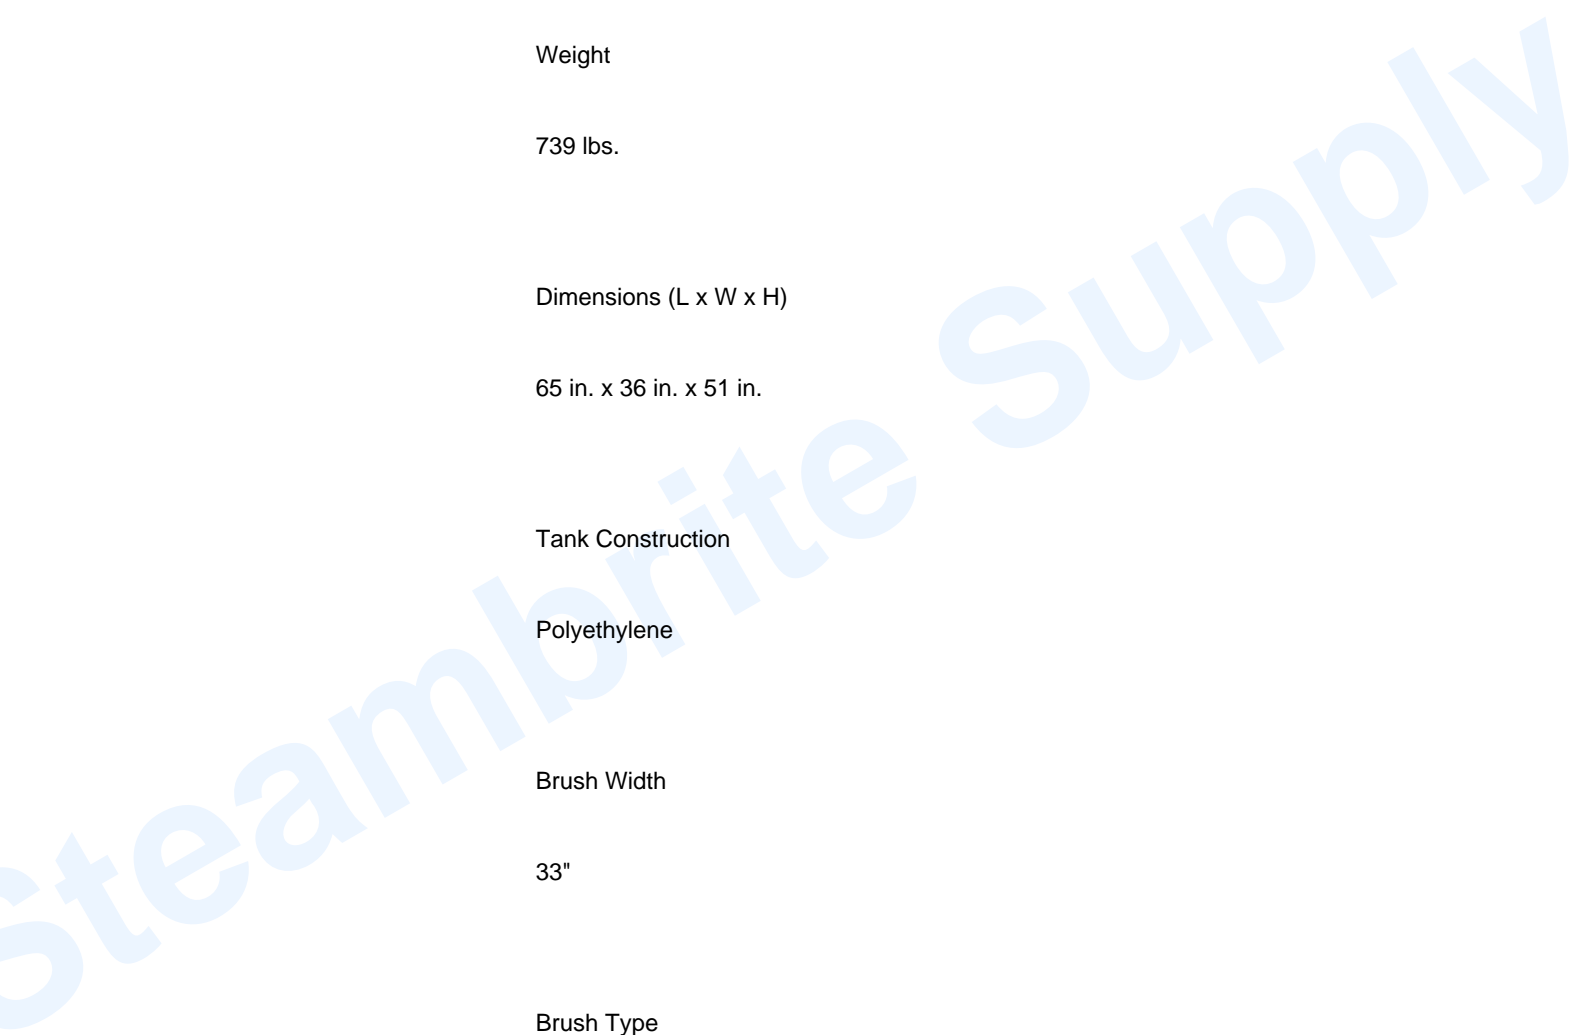 Weight
739 lbs.
Dimensions (L x W x H)
65 in. x 36 in. x 51 in.
Tank Construction
Polyethylene
Brush Width
33"
Brush Type
Steambrite Supply